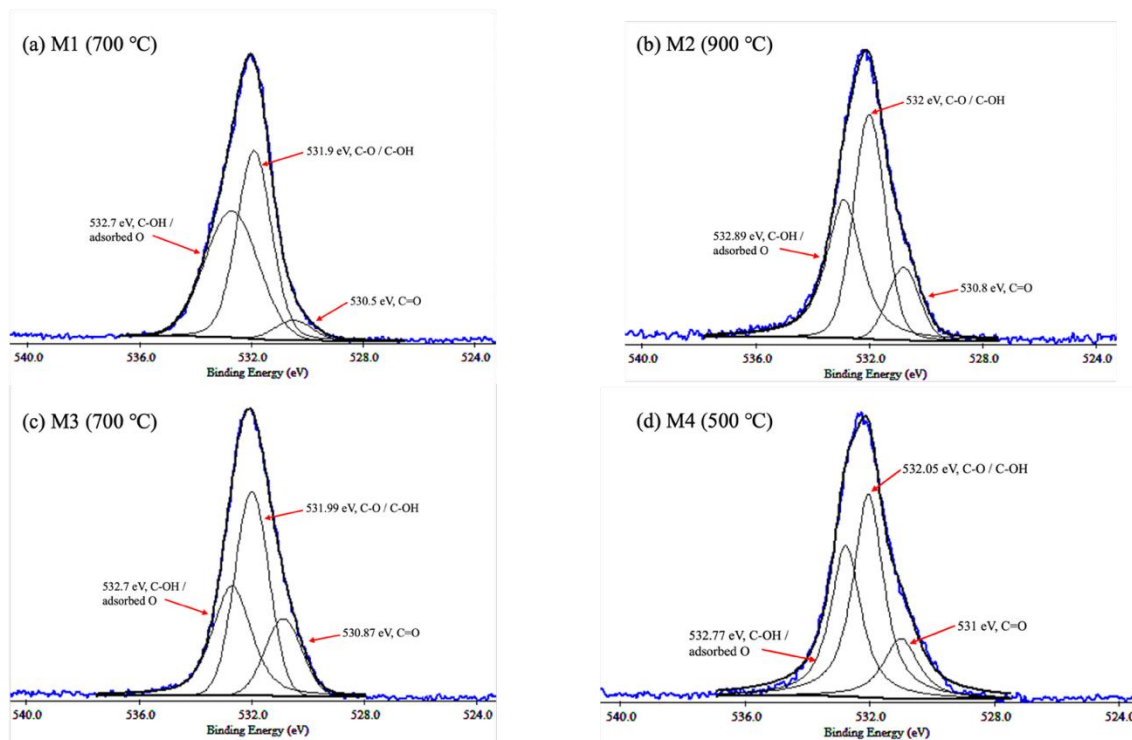 (a) M1 (700 °C)
531.9 eV, C-O / C-OH
532.7 eV, C-OH /
adsorbed O
530.5 eV, C=O
540.0 536.0 532.0 528.0 524.0
Binding Energy (eV)
(b) M2 (900 °C)
532 eV, C-O / C-OH
532.89 eV, C-OH /
adsorbed O
530.8 eV, C=O
540.0 536.0 532.0 528.0 524.0
Binding Energy (eV)
(c) M3 (700 °C)
531.99 eV, C-O / C-OH
532.7 eV, C-OH /
adsorbed O
530.87 eV, C=O
540.0 536.0 532.0 528.0 524.0
Binding Energy (eV)
(d) M4 (500 °C)
532.05 eV, C-O / C-OH
532.77 eV, C-OH /
adsorbed O
531 eV, C=O
540.0 536.0 532.0 528.0 524.0
Binding Energy (eV)